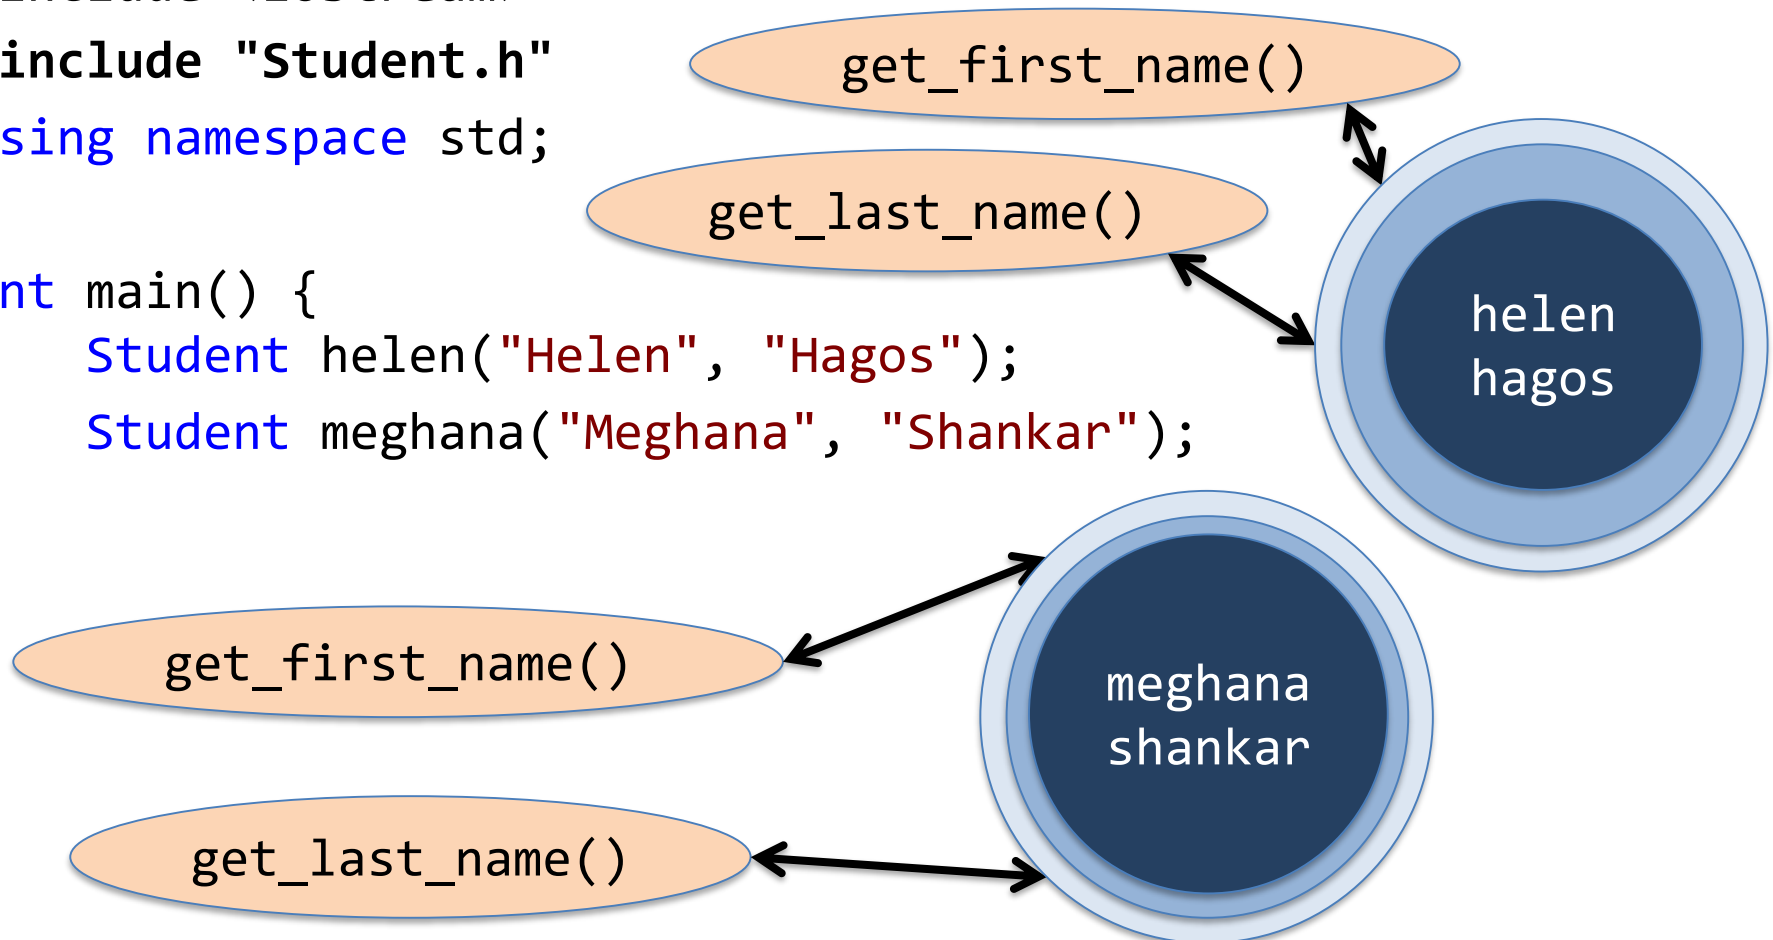 include "Student.h"
sing namespace std;
nt main() {
Student helen("Helen", "Hagos");
Student meghana("Meghana", "Shankar");
get_first_name()
get_last_name()
helen
hagos
get_first_name()
get_last_name()
meghana
shankar